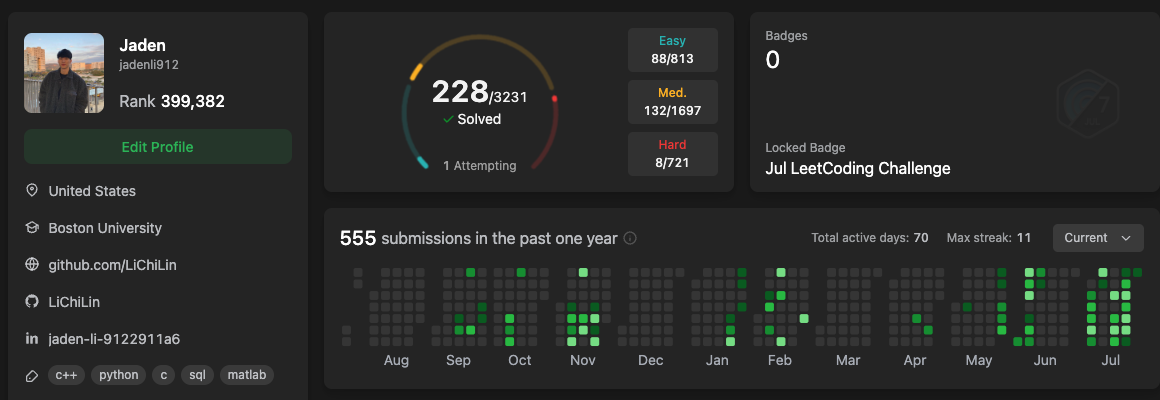 Jaden
jadenli912
Rank 399,382
Edit Profile
United States
Boston University
github.com/LiChiLin
LiChiLin
in jaden-li-9122911a6
c++ python c sql matlab
228/3231
Solved
1 Attempting
Easy
88/813
Med.
132/1697
Hard
8/721
Badges
0
Locked Badge
Jul LeetCoding Challenge
555 submissions in the past one year
Total active days: 70 Max streak: 11 Current
Aug Sep Oct Nov Dec Jan Feb Mar Apr May Jun Jul